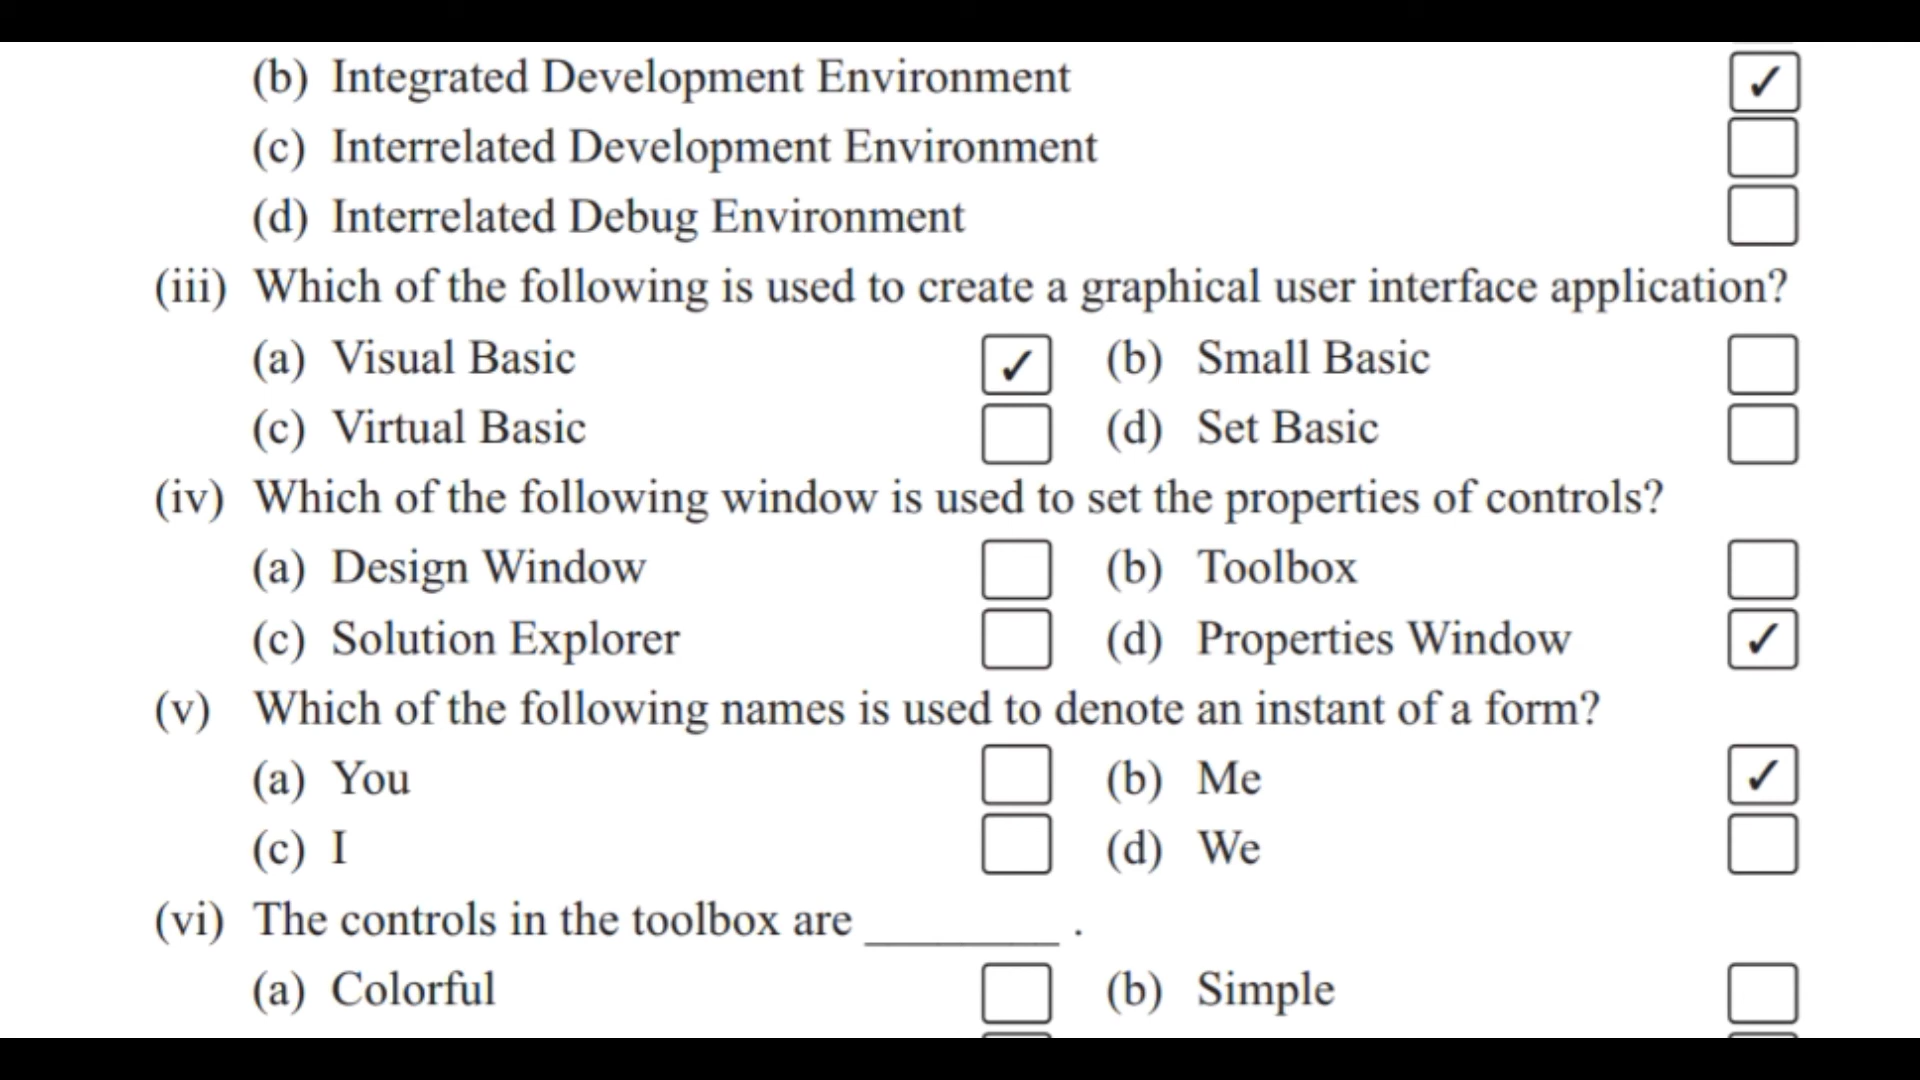 (b) Integrated Development Environment ✓
(c) Interrelated Development Environment
(d) Interrelated Debug Environment
(iii) Which of the following is used to create a graphical user interface application?
(a) Visual Basic ✓ (b) Small Basic
(c) Virtual Basic (d) Set Basic
(iv) Which of the following window is used to set the properties of controls?
(a) Design Window (b) Toolbox
(c) Solution Explorer (d) Properties Window ✓
(v) Which of the following names is used to denote an instant of a form?
(a) You (b) Me ✓
(c) I (d) We
(vi) The controls in the toolbox are ________ .
(a) Colorful (b) Simple